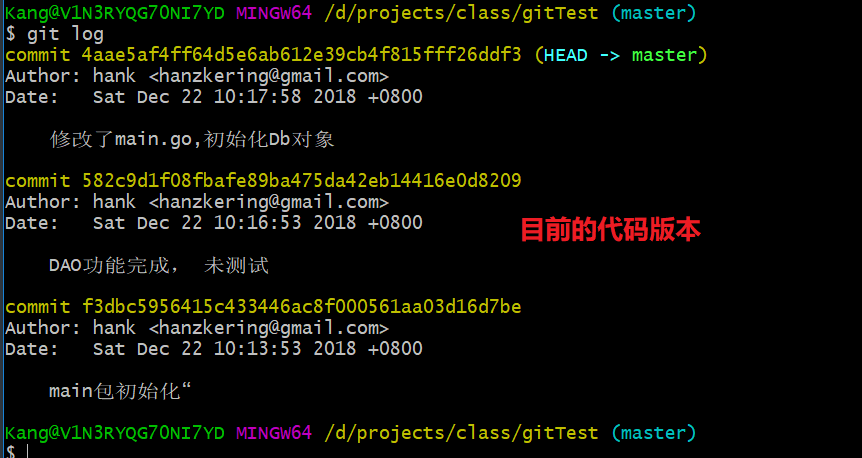 Kang@V1N3RYQG7ONI7YD MINGW64 /d/projects/class/gitTest (master)
$ git log
commit 4aae5af4ff64d5e6ab612e39cb4f815fff26ddf3 (HEAD -> master)
Author: hank <hanzkering@gmail.com>
Date:   Sat Dec 22 10:17:58 2018 +0800
修改了main.go,初始化Db对象
commit 582c9d1f08fbafe89ba475da42eb14416e0d8209
Author: hank <hanzkering@gmail.com>
Date:   Sat Dec 22 10:16:53 2018 +0800
目前的代码版本
DAO功能完成， 未测试
commit f3dbc5956415c433446ac8f000561aa03d16d7be
Author: hank <hanzkering@gmail.com>
Date:   Sat Dec 22 10:13:53 2018 +0800
main包初始化“
Kang@V1N3RYQG7ONI7YD MINGW64 /d/projects/class/gitTest (master)
$